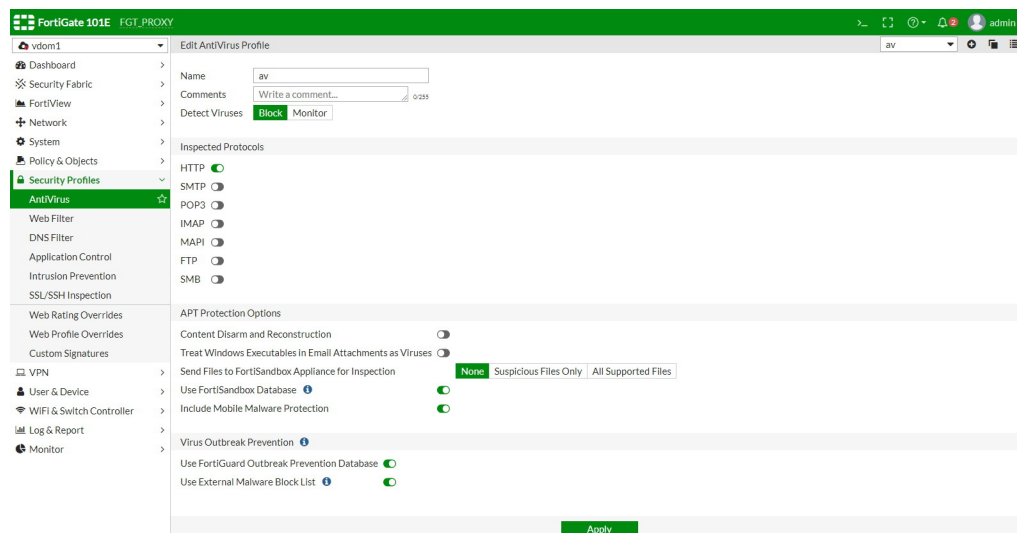 FortiGate 101E FGT_PROXY >_ 2 admin
vdom1 Edit AntiVirus Profile av
Dashboard
Security Fabric
FortiView
Network
System
Policy & Objects
Security Profiles
AntiVirus
Web Filter
DNS Filter
Application Control
Intrusion Prevention
SSL/SSH Inspection
Web Rating Overrides
Web Profile Overrides
Custom Signatures
VPN
User & Device
WiFi & Switch Controller
Log & Report
Monitor
Name av
Comments Write a comment... 0/255
Detect Viruses Block Monitor
Inspected Protocols
HTTP
SMTP
POP3
IMAP
MAPI
FTP
SMB
APT Protection Options
Content Disarm and Reconstruction
Treat Windows Executables in Email Attachments as Viruses
Send Files to FortiSandbox Appliance for Inspection None Suspicious Files Only All Supported Files
Use FortiSandbox Database
Include Mobile Malware Protection
Virus Outbreak Prevention
Use FortiGuard Outbreak Prevention Database
Use External Malware Block List
Apply